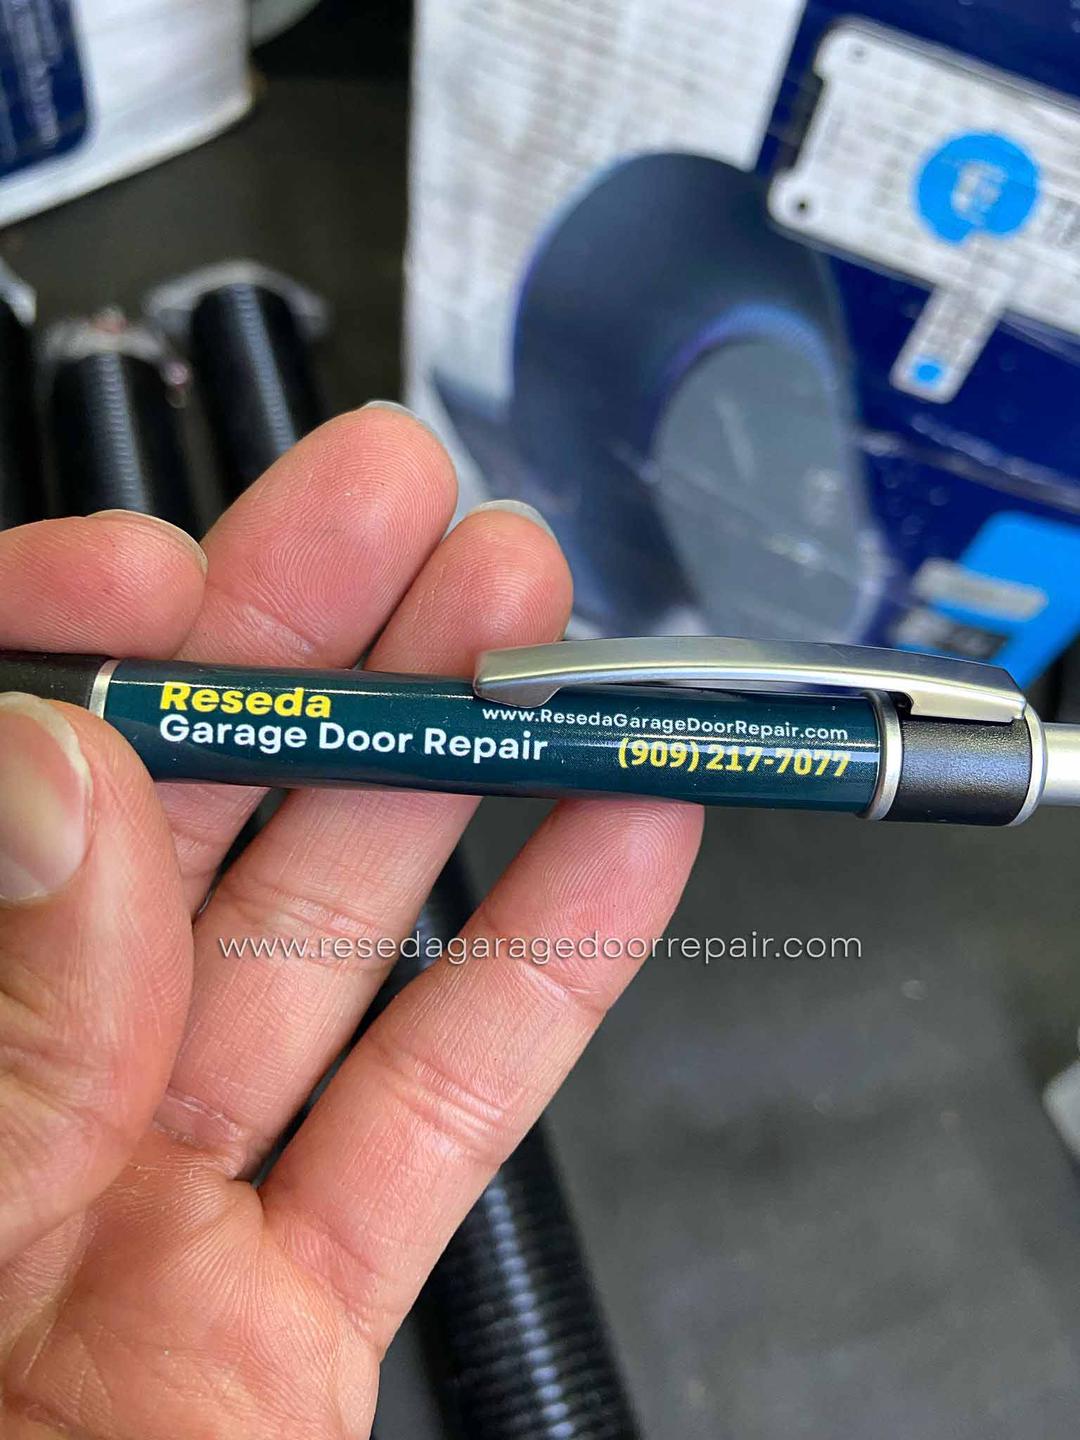 Reseda
Garage Door Repair
www.ResedaGarageDoorRepair.com
(909) 217-7077
www.resedagaragedoorrepair.com